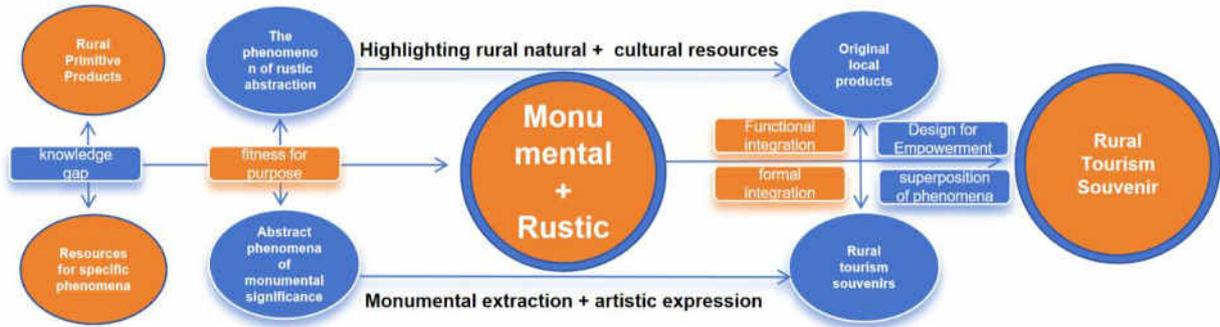 Rural
Primitive
Products
knowledge
gap
Resources
for specific
phenomena
The
phenomeno
n of rustic
abstraction
fitness for
purpose
Abstract
phenomena
of
monumental
significance
Highlighting rural natural + cultural resources
Monu
mental
+
Rustic
Monumental extraction + artistic expression
Original
local
products
Functional
integration
Design for
Empowerment
formal
integration
superposition
of phenomena
Rural
tourism
souvenirs
Rural
Tourism
Souvenir